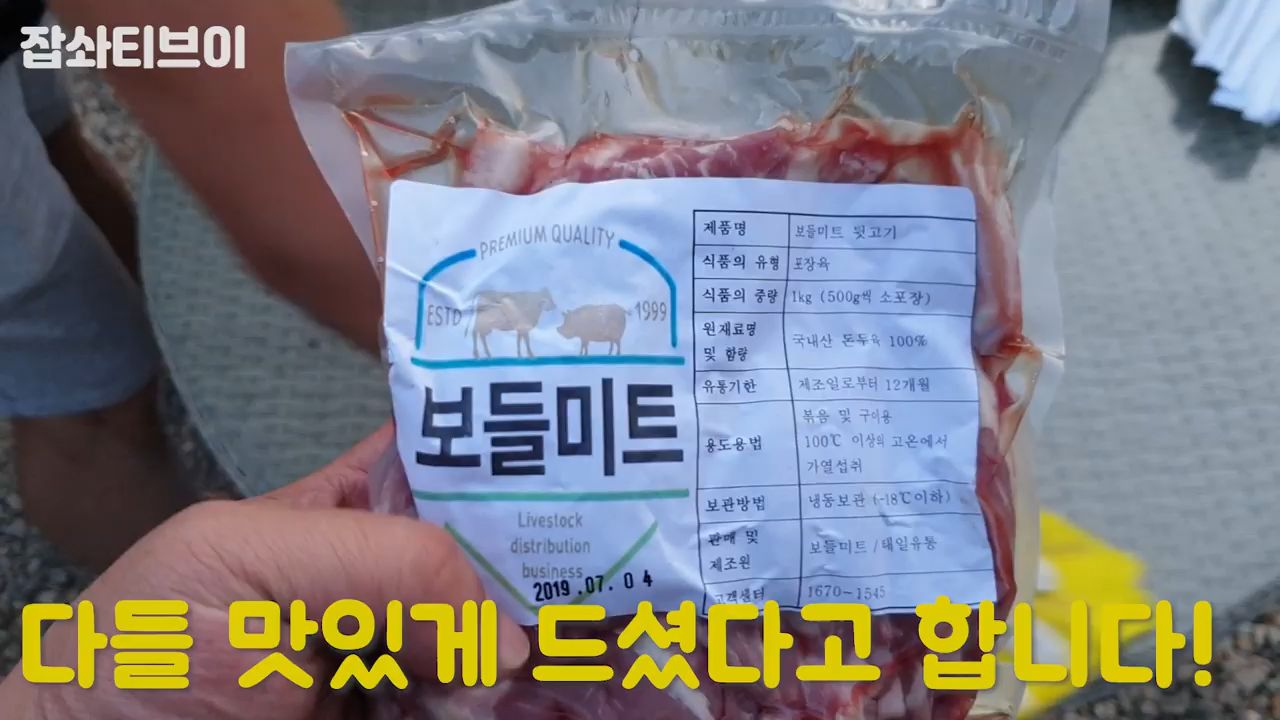 잡솨티브이
PREMIUM QUALITY
ESTD 1999
보들미트
Livestock
distribution
business
2019.07.04
제품명 보들미트 뒷고기
식품의 유형 포장육
식품의 중량 1kg (500g씩 소포장)
원재료명
및 함량
국내산 돈두육 100%
유통기한 제조일로부터 12개월
용도용법
볶음 및 구이용
100℃ 이상의 고온에서
가열섭취
보관방법 냉동보관 (-18℃이하)
판매 및
제조원
보들미트/태일유통
고객센터 1670~1545
다들 맛있게 드셨다고 합니다!